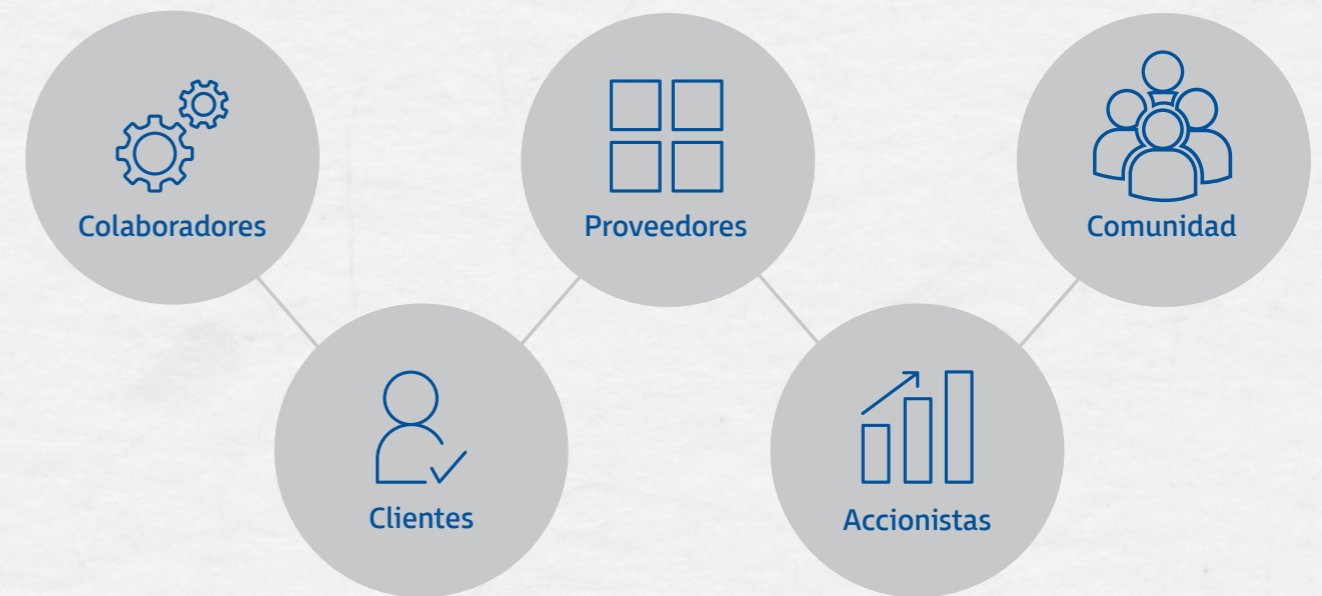 Colaboradores
Proveedores
Comunidad
Clientes
Accionistas